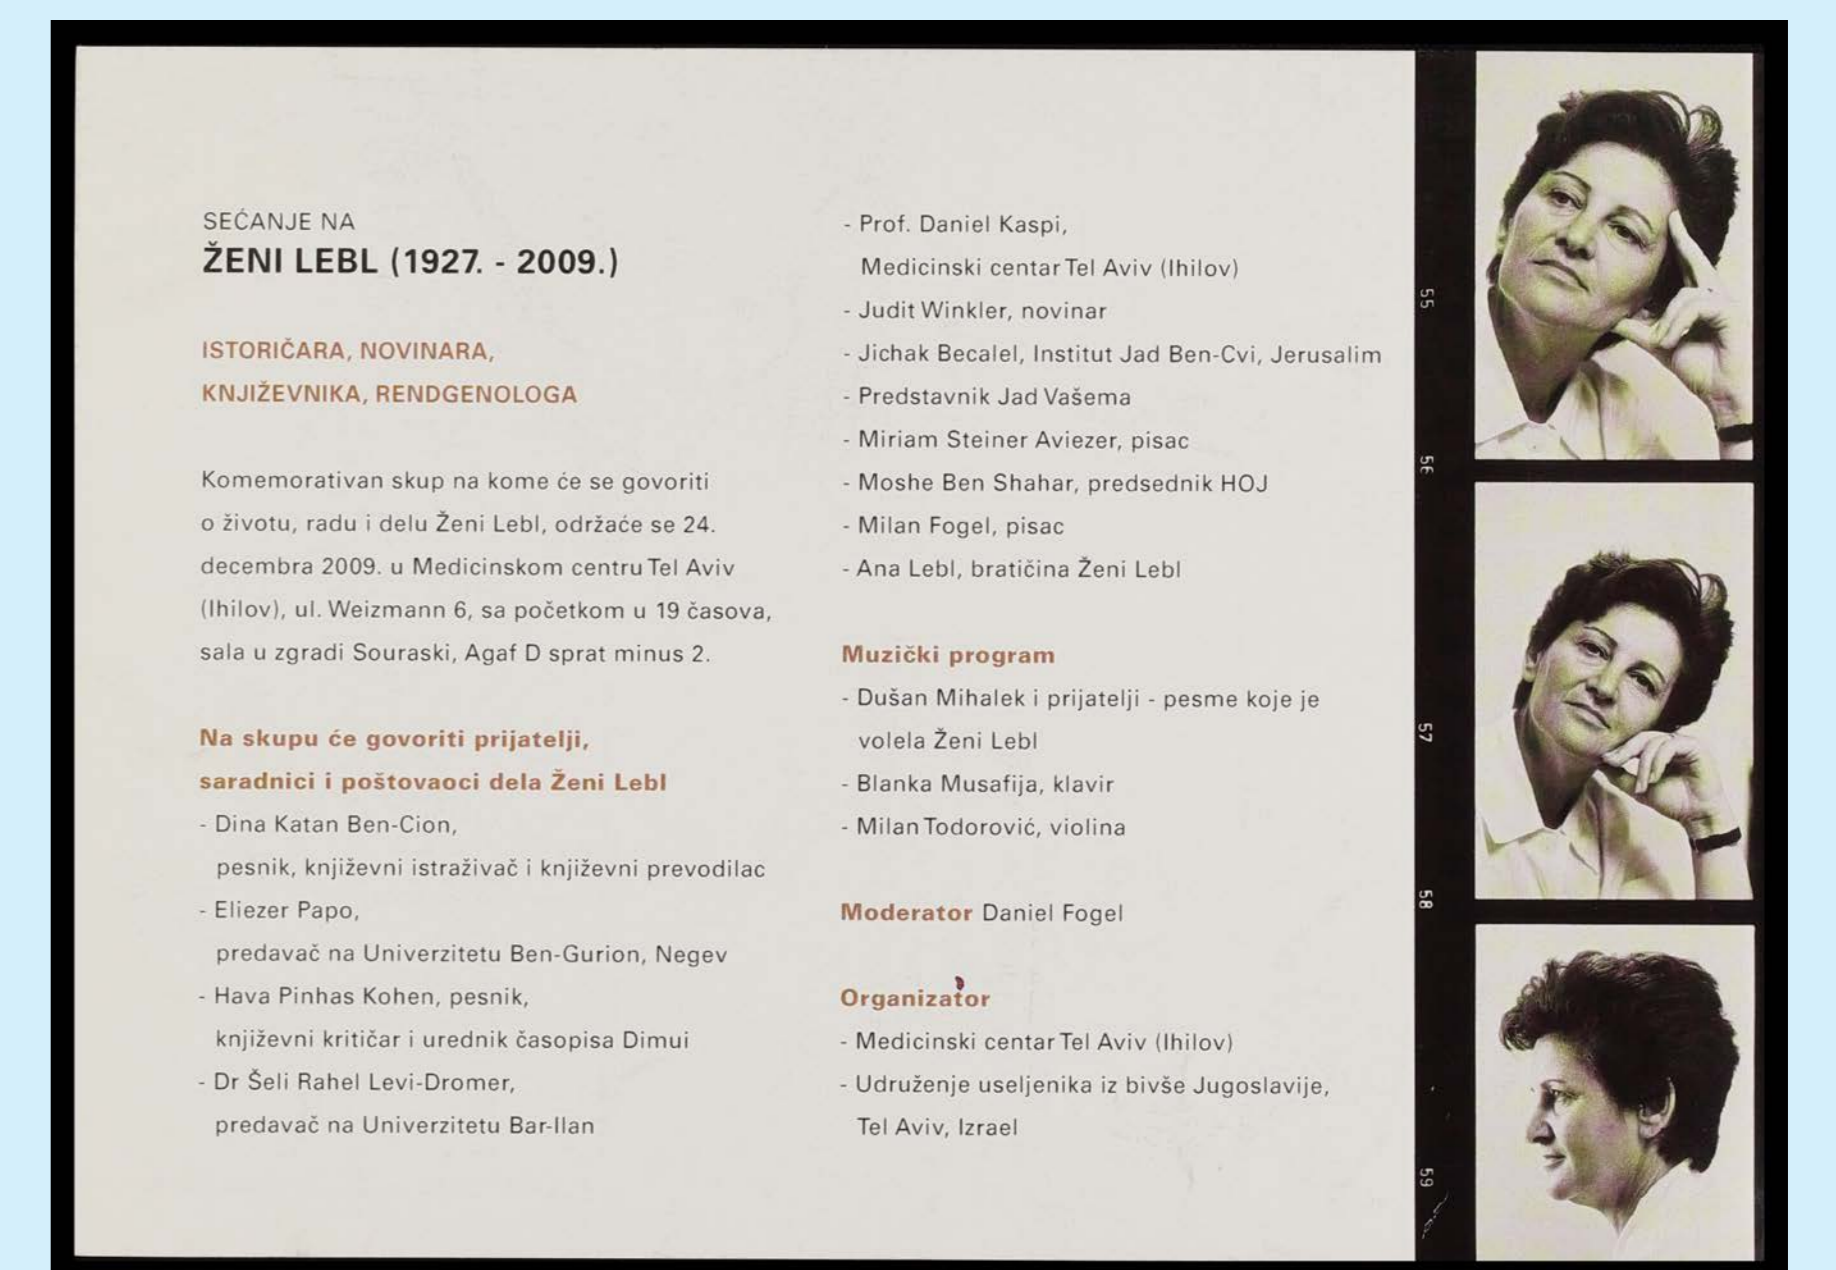 SEĆANJE NA
ŽENI LEBL (1927. - 2009.)
ISTORIČARA, NOVINARA,
KNJIŽEVNIKA, RENDGENOLOGA
Komemorativan skup na kome će se govoriti
o životu, radu i delu Ženi Lebl, održaće se 24.
decembra 2009. u Medicinskom centru Tel Aviv
(Ihilov), ul. Weizmann 6, sa početkom u 19 časova,
sala u zgradi Souraski, Agaf D sprat minus 2.
Na skupu će govoriti prijatelji,
saradnici i poštovaoci dela Ženi Lebl
- Dina Katan Ben-Cion,
pesnik, književni istraživač i književni prevodilac
- Eliezer Papo,
predavač na Univerzitetu Ben-Gurion, Negev
- Hava Pinhas Kohen, pesnik,
književni kritičar i urednik časopisa Dimui
- Dr Šeli Rahel Levi-Dromer,
predavač na Univerzitetu Bar-Ilan
- Prof. Daniel Kaspi,
Medicinski centar Tel Aviv (Ihilov)
- Judit Winkler, novinar
- Jichak Becalel, Institut Jad Ben-Cvi, Jerusalim
- Predstavnik Jad Vašema
- Miriam Steiner Aviezer, pisac
- Moshe Ben Shahar, predsednik HOJ
- Milan Fogel, pisac
- Ana Lebl, bratičina Ženi Lebl
Muzički program
- Dušan Mihalek i prijatelji - pesme koje je
volela Ženi Lebl
- Blanka Musafija, klavir
- Milan Todorović, violina
Moderator Daniel Fogel
Organizator
- Medicinski centar Tel Aviv (Ihilov)
- Udruženje useljenika iz bivše Jugoslavije,
Tel Aviv, Izrael
55
56
57
58
59